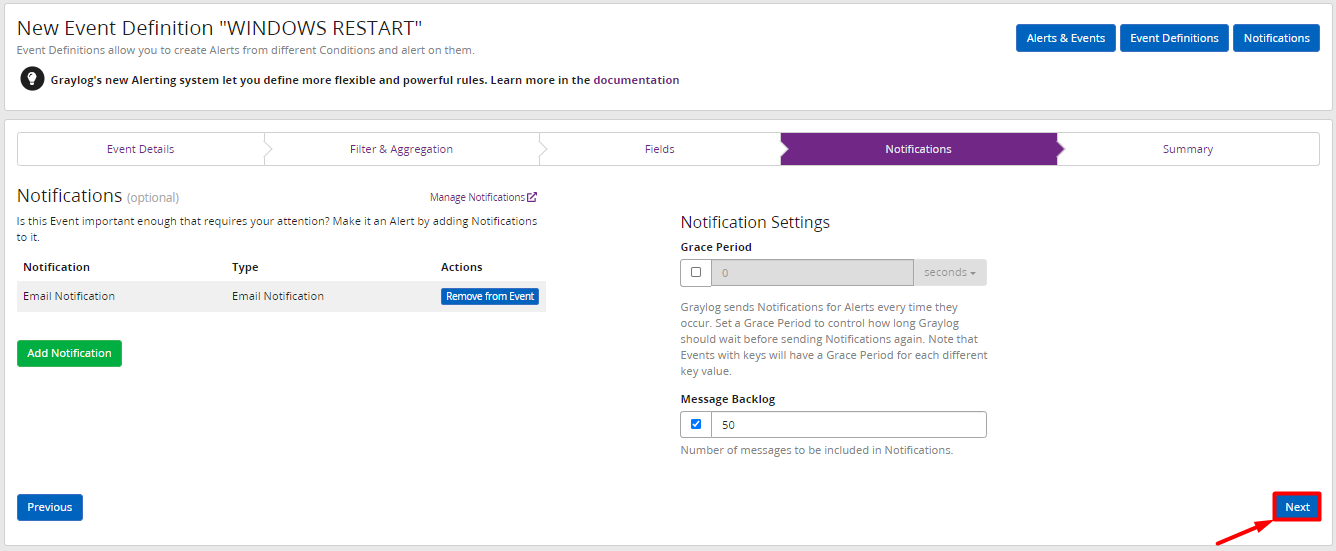 New Event Definition "WINDOWS RESTART"
Event Definitions allow you to create Alerts from different Conditions and alert on them.
Alerts & Events
Event Definitions
Notifications
Graylog's new Alerting system let you define more flexible and powerful rules. Learn more in the documentation
Event Details
Filter & Aggregation
Fields
Notifications
Summary
Notifications (optional)
Manage Notifications
Is this Event important enough that requires your attention? Make it an Alert by adding Notifications
to it.
Notification Type Actions
Email Notification Email Notification Remove from Event
Add Notification
Notification Settings
Grace Period
0 seconds
Graylog sends Notifications for Alerts every time they
occur. Set a Grace Period to control how long Graylog
should wait before sending Notifications again. Note that
Events with keys will have a Grace Period for each different
key value.
Message Backlog
50
Number of messages to be included in Notifications.
Previous
Next